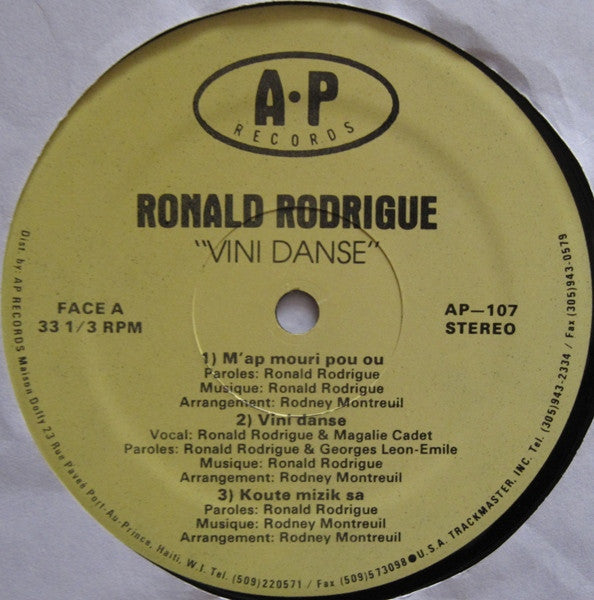 A·P
RECORDS
RONALD RODRIGUE
"VINI DANSE"
FACE A
33 1/3 RPM
AP—107
STEREO
1) M'ap mouri pou ou
Paroles: Ronald Rodrigue
Musique: Ronald Rodrigue
Arrangement: Rodney Montreuil
2) Vini danse
Vocal: Ronald Rodrigue & Magalie Cadet
Paroles: Ronald Rodrigue & Georges Leon-Emile
Musique: Ronald Rodrigue
Arrangement: Rodney Montreuil
3) Koute mizik sa
Paroles: Ronald Rodrigue
Musique: Rodney Montreuil
Arrangement: Rodney Montreuil
Dist. by: AP RECORDS Maison Dolly 23 Rue Pavée Port Au-Prince, Haiti, W.I. Tel. (509)220571 / Fax (509)573098 ● U.S.A. TRACKMASTER, INC. Tel. (305)943-2334 / Fax (305)943-0579